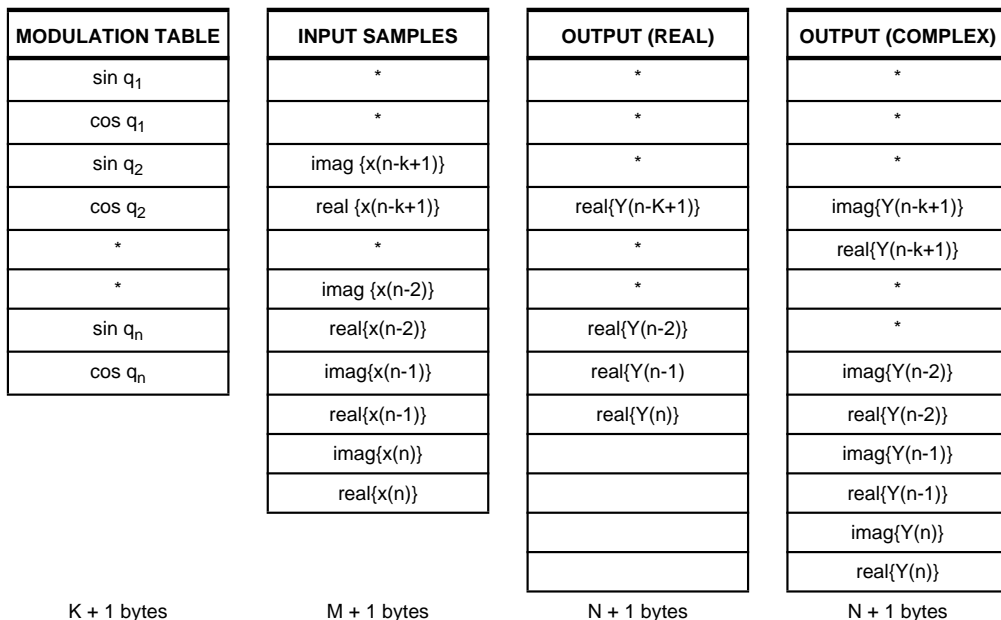 MODULATION TABLE
sin q1
cos q1
sin q2
cos q2
*
*
sin qn
cos qn
K + 1 bytes
INPUT SAMPLES
*
*
imag {x(n-k+1)}
real {x(n-k+1)}
*
imag {x(n-2)}
real{x(n-2)}
imag{x(n-1)}
real{x(n-1)}
imag{x(n)}
real{x(n)}
M + 1 bytes
OUTPUT (REAL)
*
*
*
real{Y(n-K+1)}
*
*
real{Y(n-2)}
real{Y(n-1)
real{Y(n)}
N + 1 bytes
OUTPUT (COMPLEX)
*
*
*
imag{Y(n-k+1)}
real{Y(n-k+1)}
*
*
imag{Y(n-2)}
real{Y(n-2)}
imag{Y(n-1)}
real{Y(n-1)}
imag{Y(n)}
real{Y(n)}
N + 1 bytes